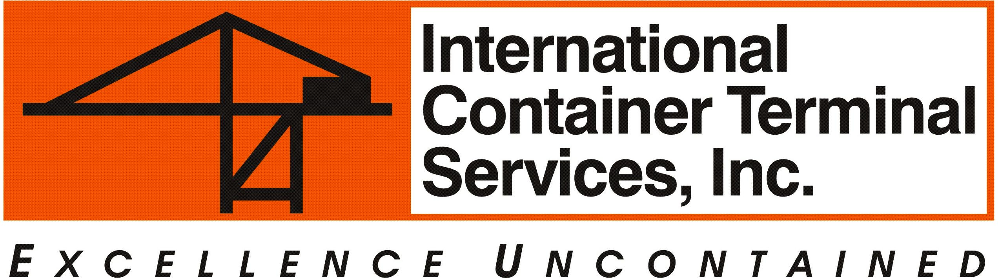 International
Container Terminal
Services, Inc.
EXCELLENCE UNCONTAINED